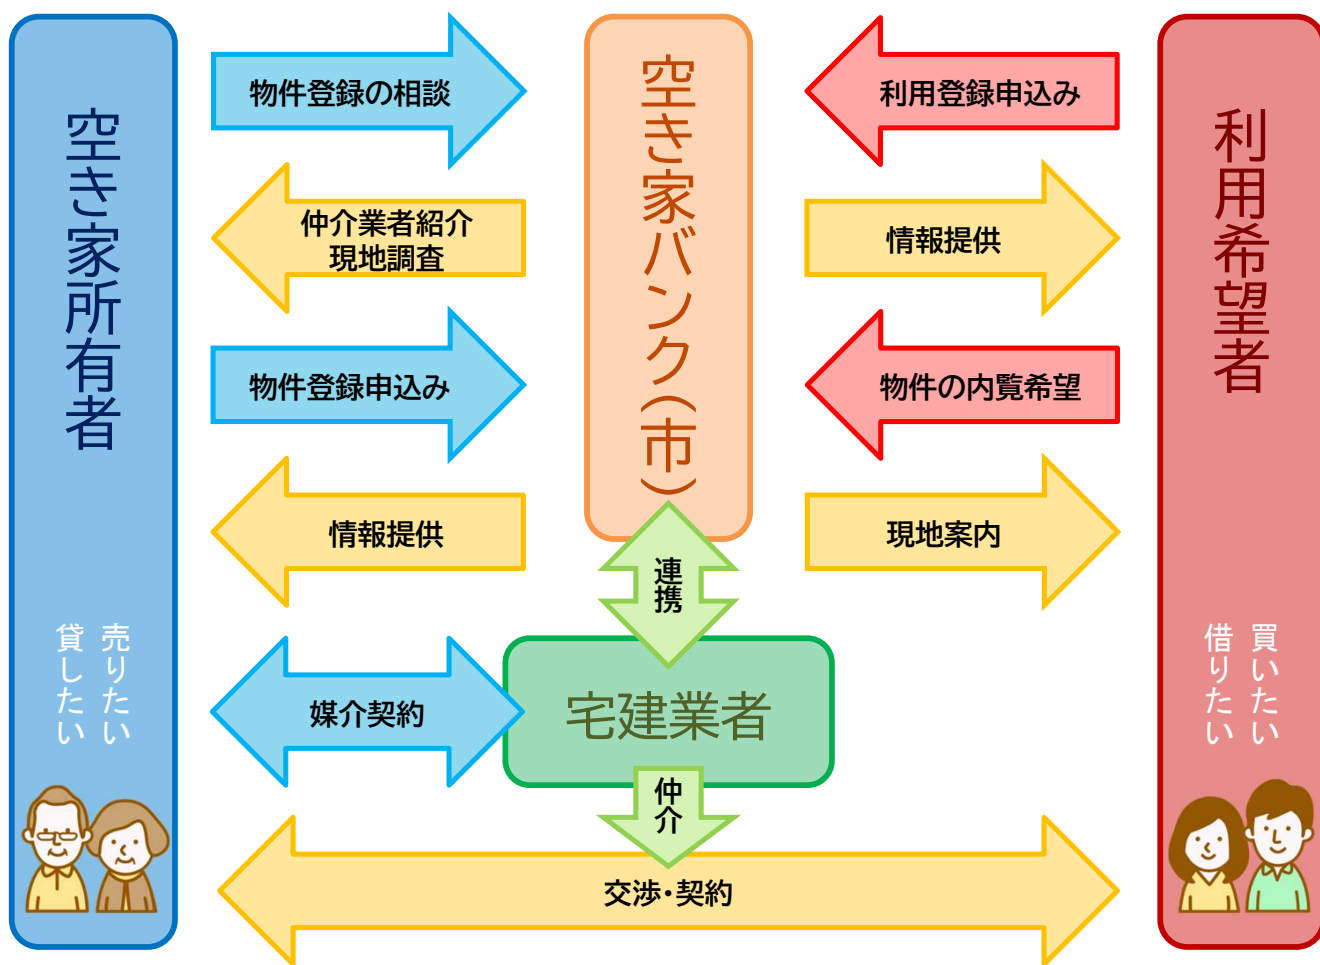 空き家所有者
売りたい
貸したい
物件登録の相談
仲介業者紹介
現地調査
物件登録申込み
情報提供
媒介契約
空き家バンク(市)
連携
宅建業者
仲介
交渉・契約
利用登録申込み
情報提供
物件の内覧希望
現地案内
利用希望者
買いたい
借りたい